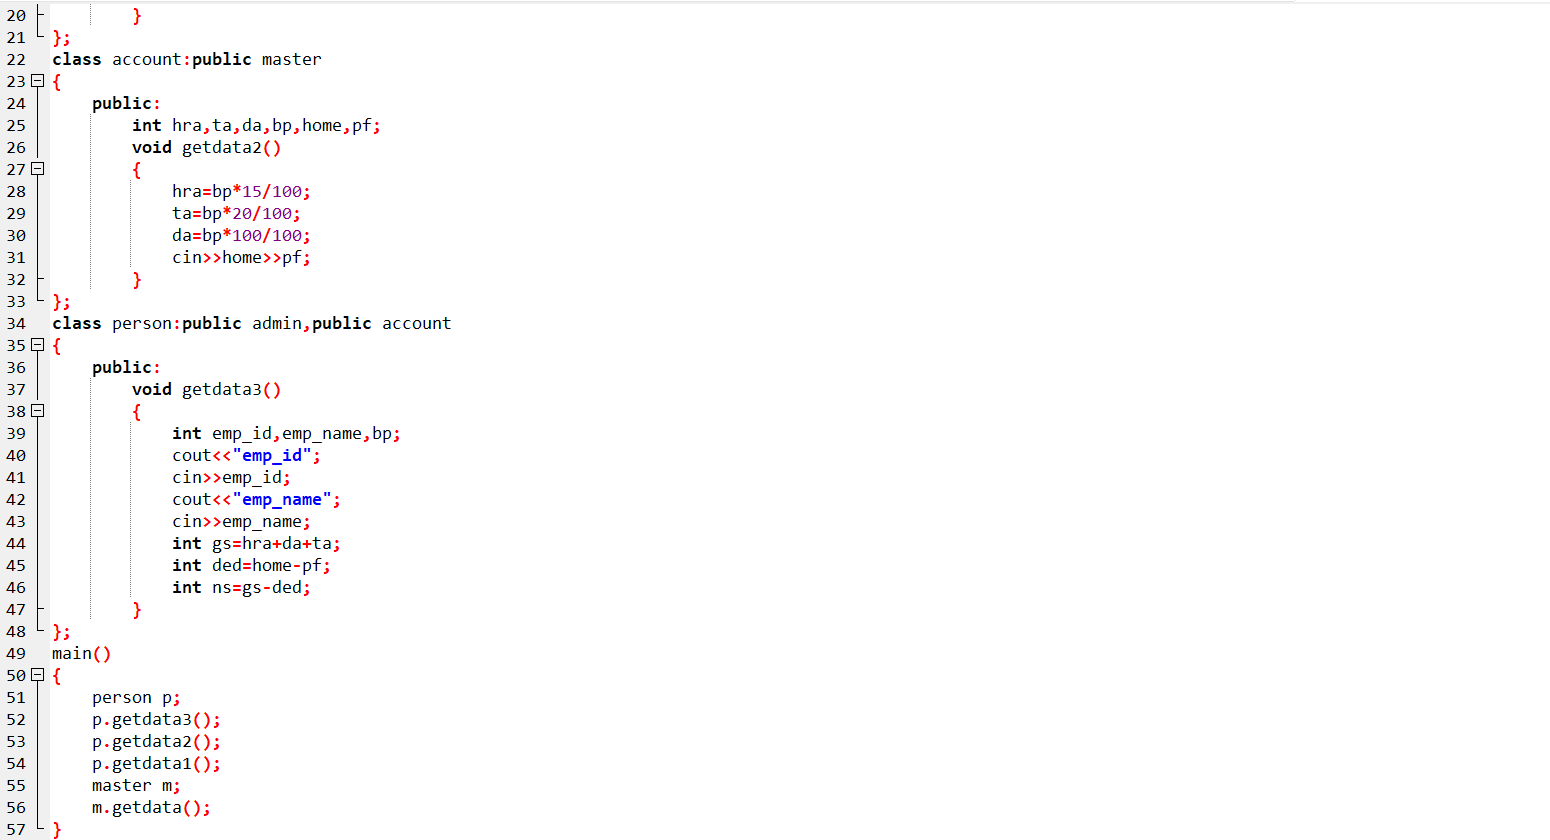 20 }
21 };
22 class account:public master
23 {
24 public:
25 int hra,ta,da,bp,home,pf;
26 void getdata2()
27 {
28 hra=bp*15/100;
29 ta=bp*20/100;
30 da=bp*100/100;
31 cin>>home>>pf;
32 }
33 };
34 class person:public admin,public account
35 {
36 public:
37 void getdata3()
38 {
39 int emp_id,emp_name,bp;
40 cout<<"emp_id";
41 cin>>emp_id;
42 cout<<"emp_name";
43 cin>>emp_name;
44 int gs=hra+da+ta;
45 int ded=home-pf;
46 int ns=gs-ded;
47 }
48 };
49 main()
50 {
51 person p;
52 p.getdata3();
53 p.getdata2();
54 p.getdata1();
55 master m;
56 m.getdata();
57 }